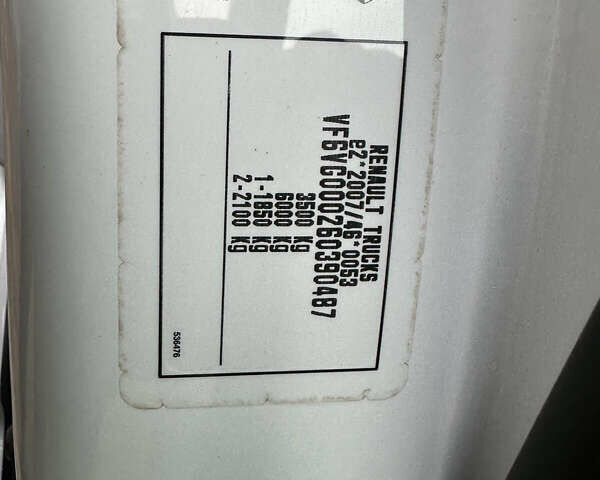 RENAULT TRUCKS
e2*2007/46*0053
VF6VG000260390487
3500 kg
6000 kg
1-1850 kg
2-2100 kg
536476